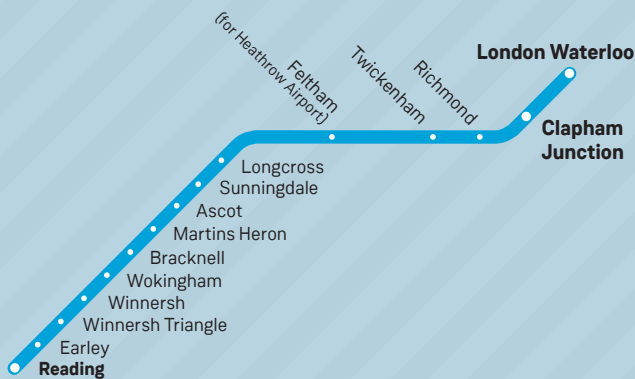 London Waterloo
Clapham
Junction
Richmond
Twickenham
Feltham
(for Heathrow Airport)
Longcross
Sunningdale
Ascot
Martins Heron
Bracknell
Wokingham
Winnersh
Winnersh Triangle
Earley
Reading